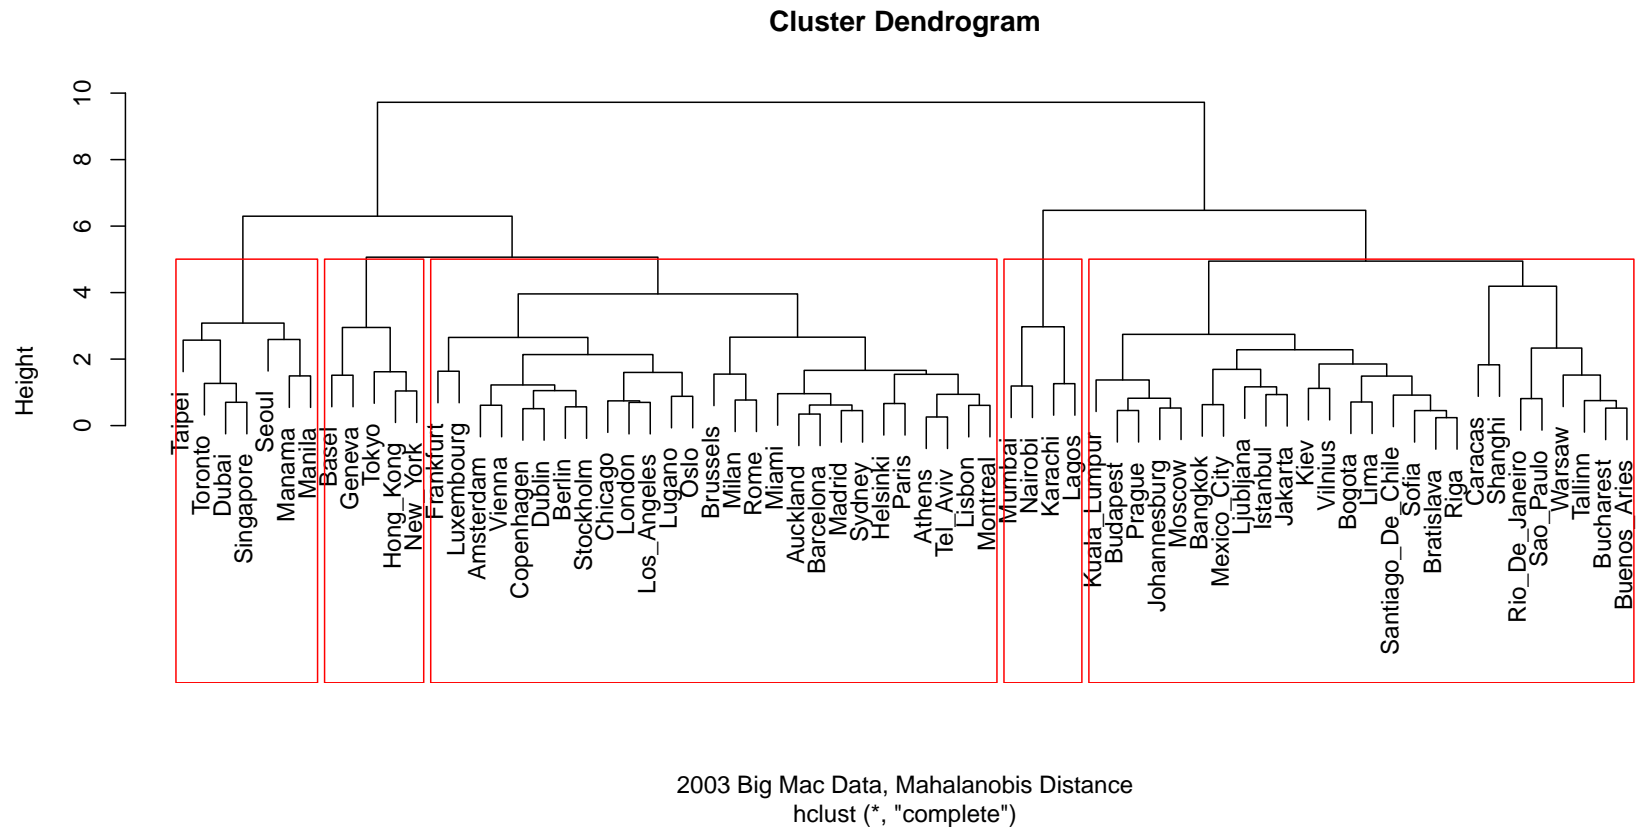 Cluster Dendrogram
Height
10
8
6
4
2
0
Taipei
Toronto
Dubai
Singapore
Seoul
Manama
Manila
Basel
Geneva
Tokyo
Hong_Kong
New_York
Frankfurt
Luxembourg
Amsterdam
Vienna
Copenhagen
Dublin
Berlin
Stockholm
Chicago
London
Los_Angeles
Lugano
Oslo
Brussels
Milan
Rome
Miami
Auckland
Barcelona
Madrid
Sydney
Helsinki
Paris
Athens
Tel_Aviv
Lisbon
Montreal
Mumbai
Nairobi
Karachi
Lagos
Kuala_Lumpur
Budapest
Prague
Johannesburg
Moscow
Bangkok
Mexico_City
Ljubljana
Istanbul
Jakarta
Kiev
Vilnius
Bogota
Lima
Santiago_De_Chile
Sofia
Bratislava
Riga
Caracas
Shanghi
Rio_De_Janeiro
Sao_Paulo
Warsaw
Tallinn
Bucharest
Buenos_Aries
2003 Big Mac Data, Mahalanobis Distance
hclust (*, "complete")